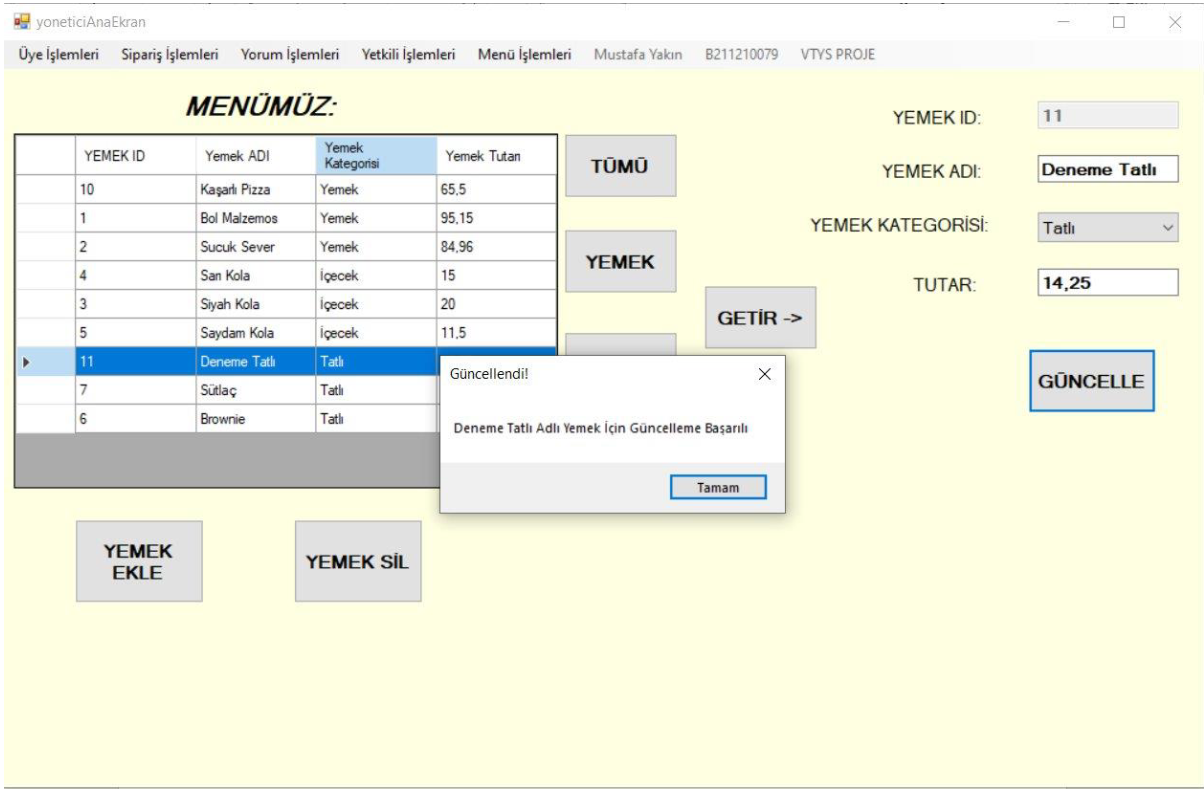 yoneticiAnaEkran
Üye İşlemleri Sipariş İşlemleri Yorum İşlemleri Yetkili İşlemleri Menü İşlemleri Mustafa Yakın B211210079 VTYS PROJE
MENÜMÜZ:
YEMEK ID Yemek ADI Yemek Kategorisi Yemek Tutarı
10 Kaşarlı Pizza Yemek 65,5
1 Bol Malzemos Yemek 95,15
2 Sucuk Sever Yemek 84,96
4 Sarı Kola İçecek 15
3 Siyah Kola İçecek 20
5 Saydam Kola İçecek 11,5
11 Deneme Tatlı Tatlı
7 Sütlaç Tatlı
6 Brownie Tatlı
TÜMÜ
YEMEK
GETİR ->
YEMEK ID: 11
YEMEK ADI: Deneme Tatlı
YEMEK KATEGORİSİ: Tatlı
TUTAR: 14,25
GÜNCELLE
Güncellendi!
Deneme Tatlı Adlı Yemek İçin Güncelleme Başarılı
Tamam
YEMEK
EKLE
YEMEK SİL